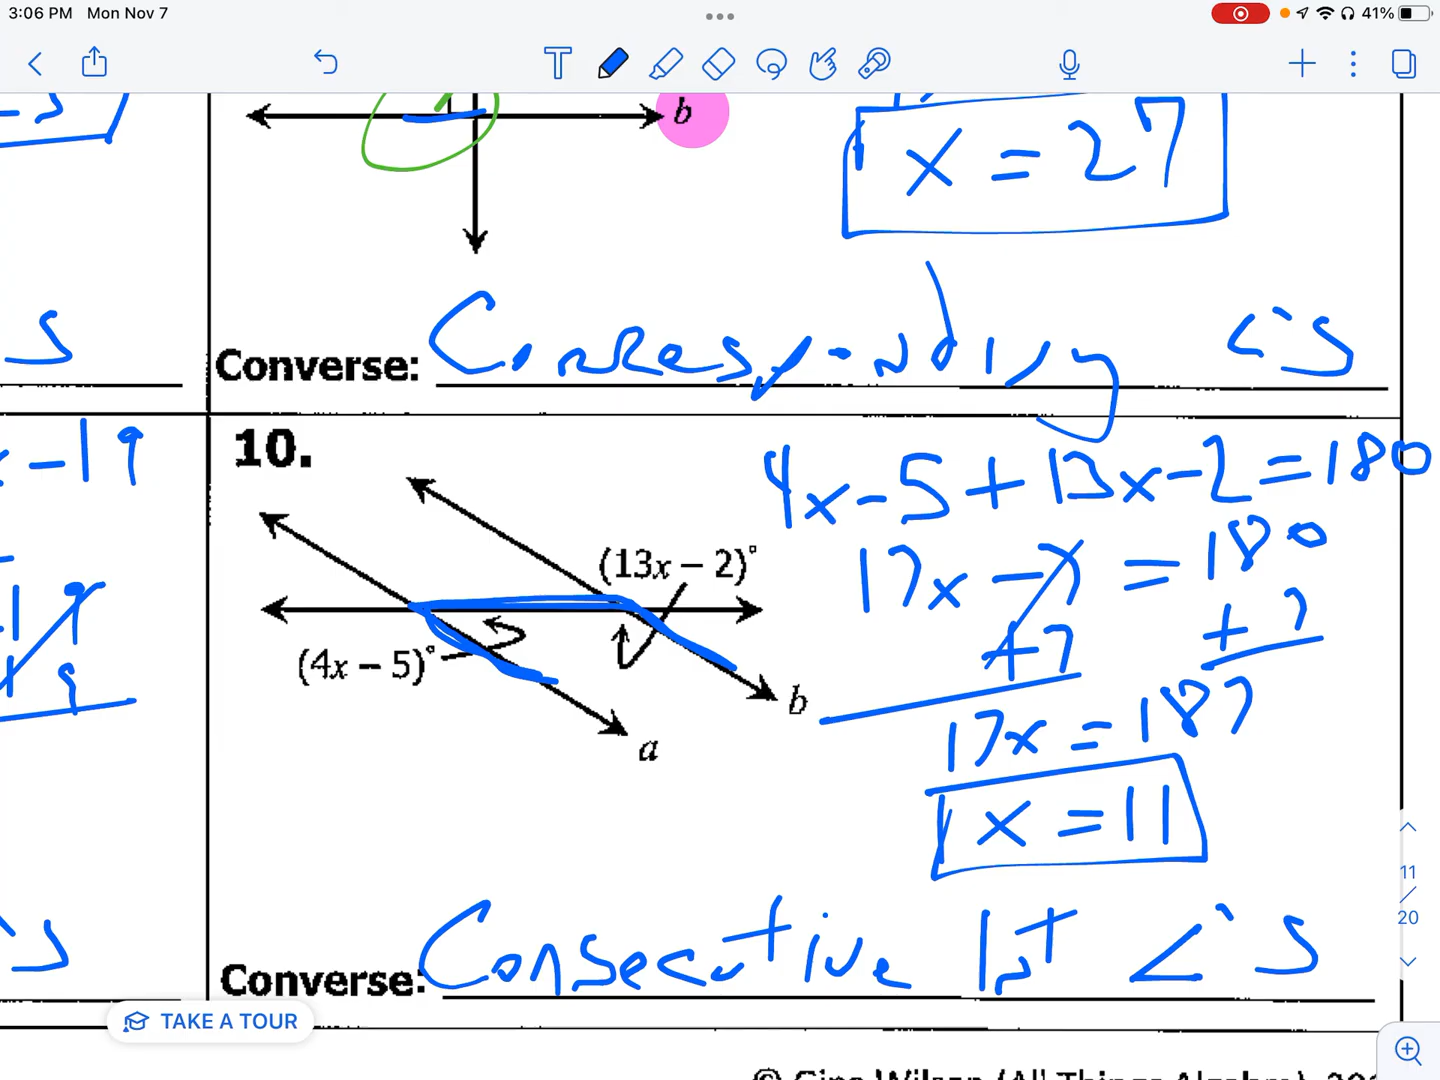 3:06 PM Mon Nov 7
41%
b
x = 27
Converse: Corresponding <'s
s
10.
x - 19
4x - 5 + 13x - 2 = 180
(13x – 2)°
17x - 7 = 180
+7 + 7
(4x – 5)°
17x = 187
b
a
x = 11
11
20
Converse: Consecutive Int <'s
s
TAKE A TOUR